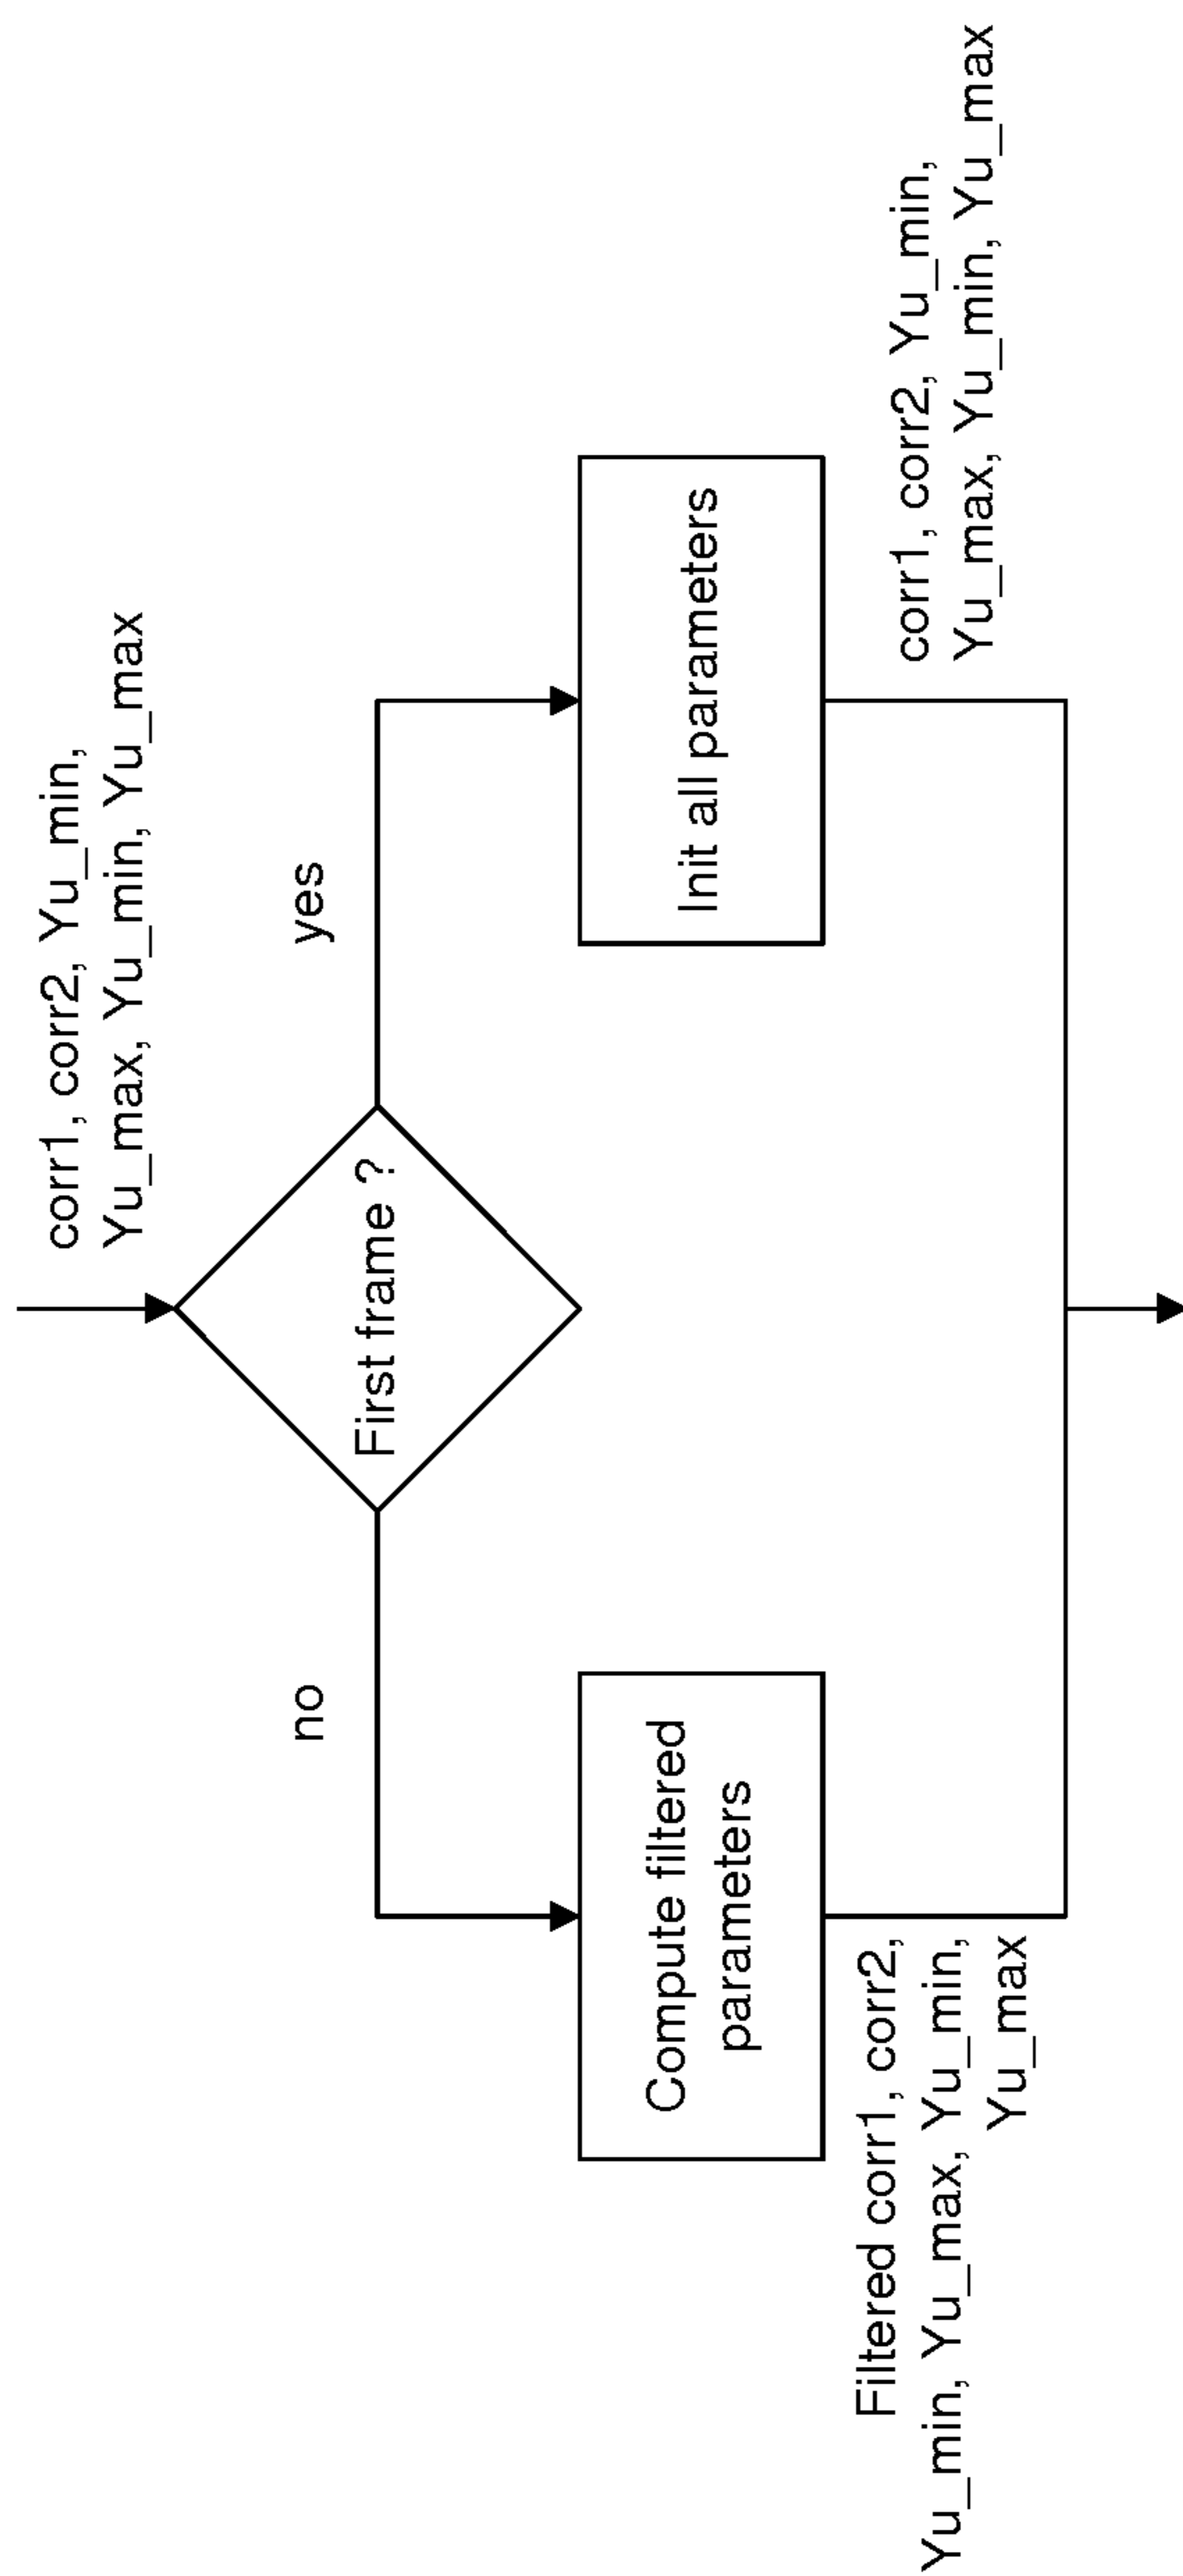 corr1, corr2, Yu_min,
Yu_max, Yu_min, Yu_max
First frame ?
no
yes
Compute filtered
parameters
Init all parameters
Filtered corr1, corr2,
Yu_min, Yu_max, Yu_min,
Yu_max
corr1, corr2, Yu_min,
Yu_max, Yu_min, Yu_max